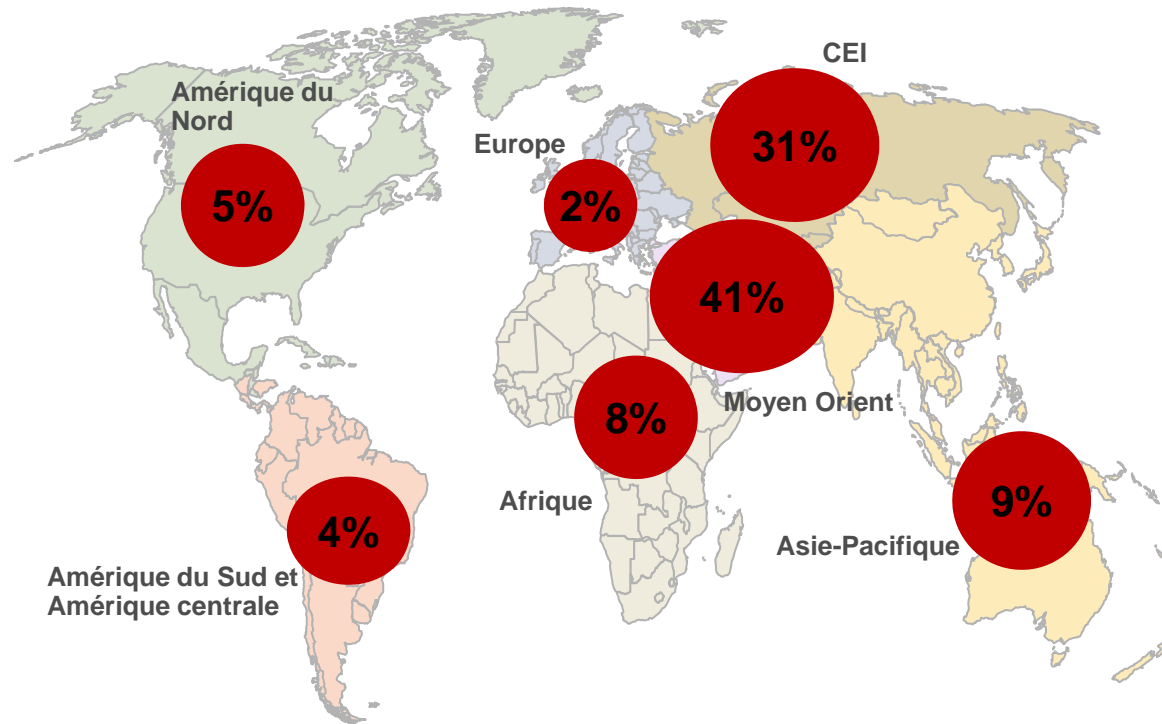 CEI
31%
Amérique du
Nord
5%
Europe
2%
41%
Moyen Orient
8%
Afrique
9%
Asie-Pacifique
4%
Amérique du Sud et
Amérique centrale